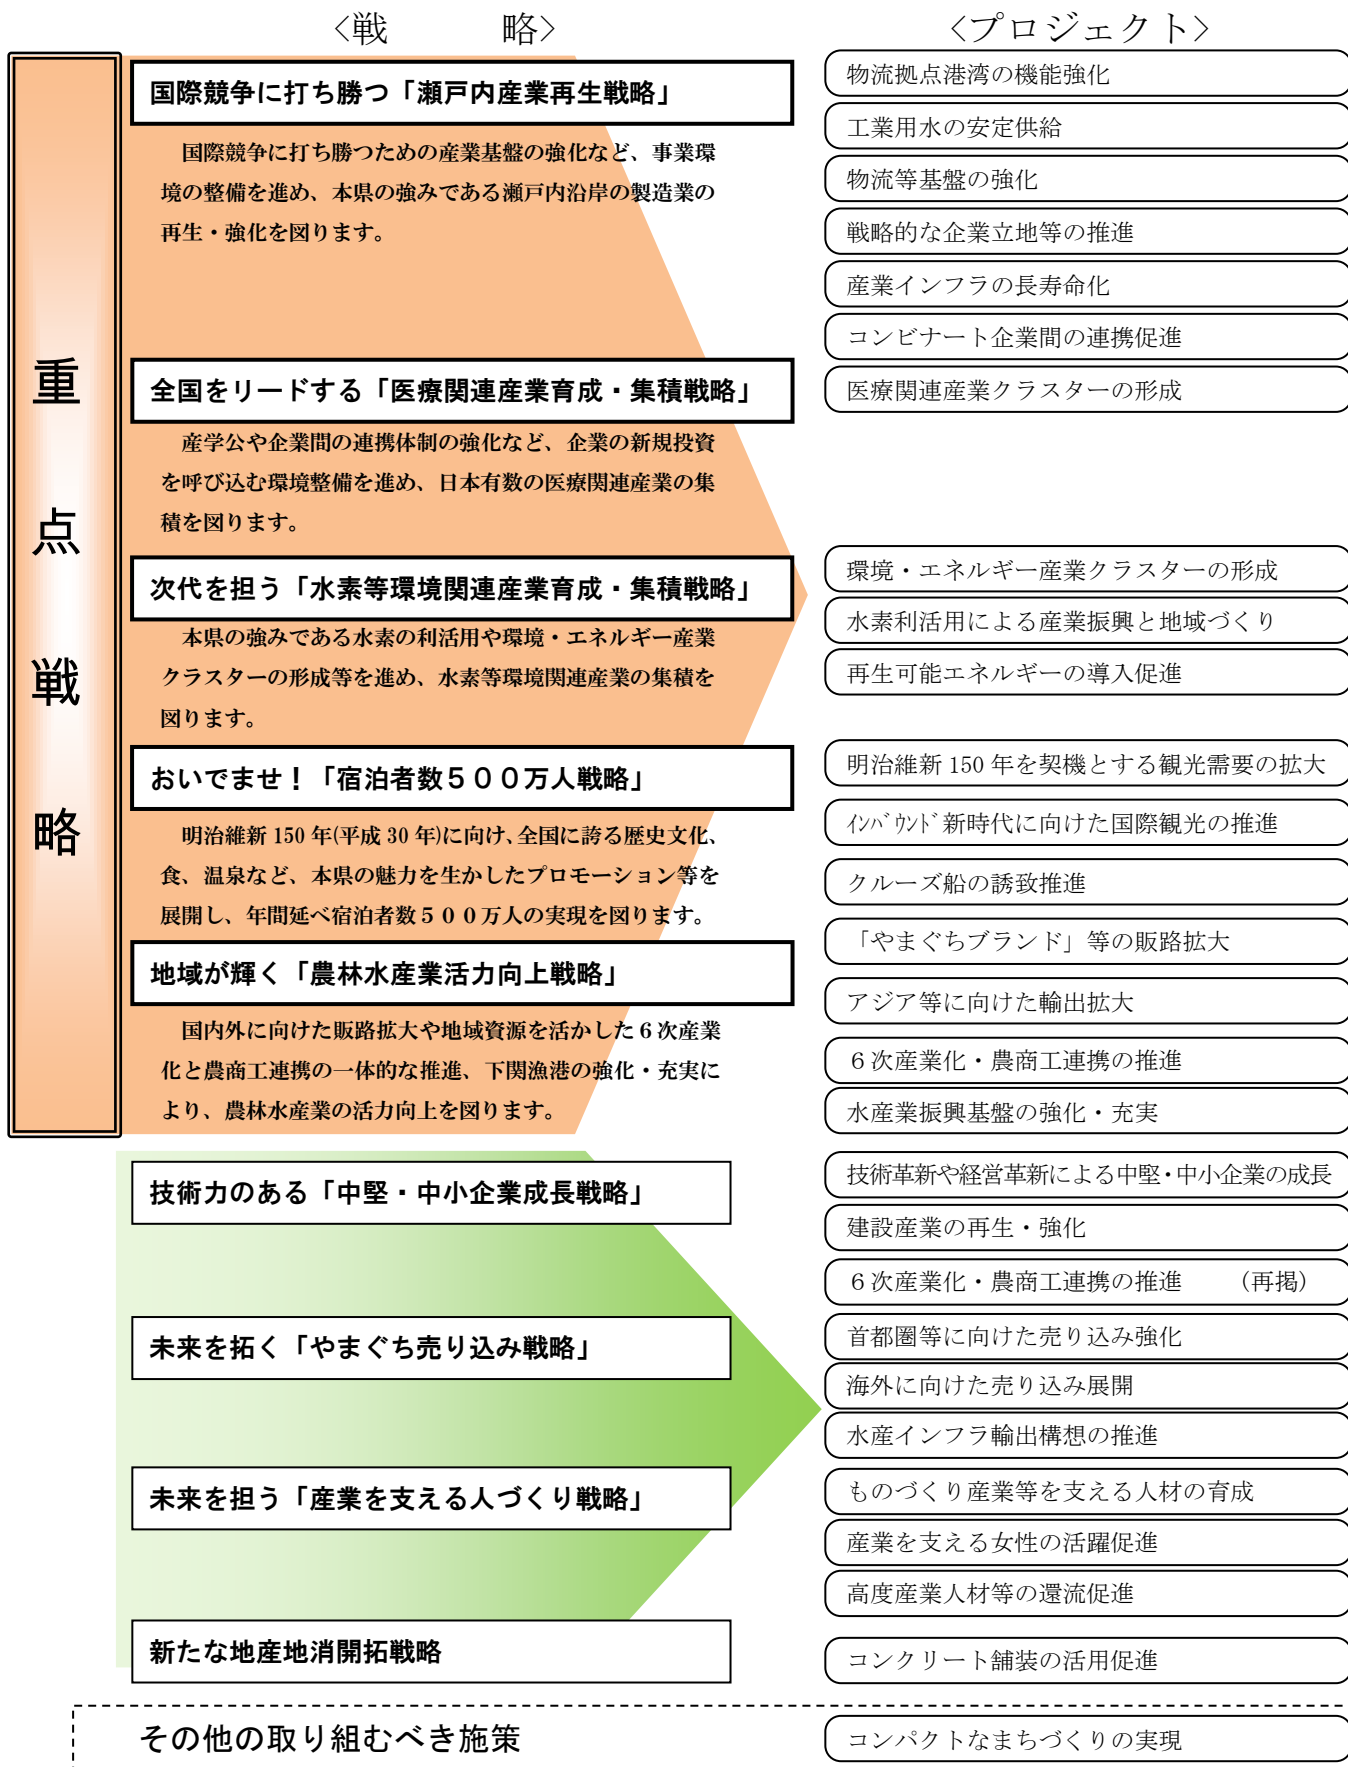 〈戦　　　略〉
〈プロジェクト〉
重点戦略
国際競争に打ち勝つ「瀬戸内産業再生戦略」
国際競争に打ち勝つための産業基盤の強化など、事業環
境の整備を進め、本県の強みである瀬戸内沿岸の製造業の
再生・強化を図ります。
物流拠点港湾の機能強化
工業用水の安定供給
物流等基盤の強化
戦略的な企業立地等の推進
産業インフラの長寿命化
コンビナート企業間の連携促進
全国をリードする「医療関連産業育成・集積戦略」
産学公や企業間の連携体制の強化など、企業の新規投資
を呼び込む環境整備を進め、日本有数の医療関連産業の集
積を図ります。
医療関連産業クラスターの形成
次代を担う「水素等環境関連産業育成・集積戦略」
本県の強みである水素の利活用や環境・エネルギー産業
クラスターの形成等を進め、水素等環境関連産業の集積を
図ります。
環境・エネルギー産業クラスターの形成
水素利活用による産業振興と地域づくり
再生可能エネルギーの導入促進
おいでませ！「宿泊者数５００万人戦略」
明治維新 150 年(平成 30 年)に向け、全国に誇る歴史文化、
食、温泉など、本県の魅力を生かしたプロモーション等を
展開し、年間延べ宿泊者数５００万人の実現を図ります。
明治維新 150 年を契機とする観光需要の拡大
ｲﾝﾊﾞｳﾝﾄﾞ新時代に向けた国際観光の推進
クルーズ船の誘致推進
地域が輝く「農林水産業活力向上戦略」
国内外に向けた販路拡大や地域資源を活かした６次産業
化と農商工連携の一体的な推進、下関漁港の強化・充実に
より、農林水産業の活力向上を図ります。
「やまぐちブランド」等の販路拡大
アジア等に向けた輸出拡大
６次産業化・農商工連携の推進
水産業振興基盤の強化・充実
技術力のある「中堅・中小企業成長戦略」
技術革新や経営革新による中堅・中小企業の成長
建設産業の再生・強化
６次産業化・農商工連携の推進　　（再掲）
未来を拓く「やまぐち売り込み戦略」
首都圏等に向けた売り込み強化
海外に向けた売り込み展開
水産インフラ輸出構想の推進
未来を担う「産業を支える人づくり戦略」
ものづくり産業等を支える人材の育成
産業を支える女性の活躍促進
高度産業人材等の還流促進
新たな地産地消開拓戦略
コンクリート舗装の活用促進
その他の取り組むべき施策
コンパクトなまちづくりの実現